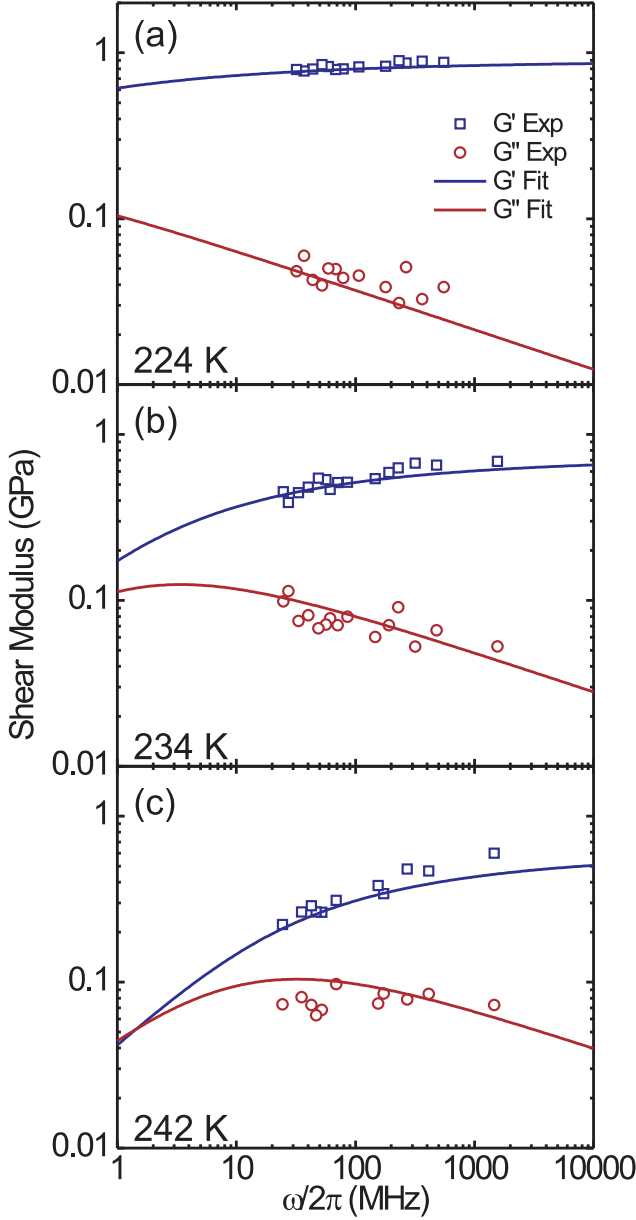 (a)
1
G' Exp
G" Exp
G' Fit
G" Fit
0.1
224 K
0.01
(b)
1
Shear Modulus (GPa)
0.1
234 K
0.01
(c)
1
0.1
242 K
0.01
1 10 100 1000 10000
ω/2π (MHz)